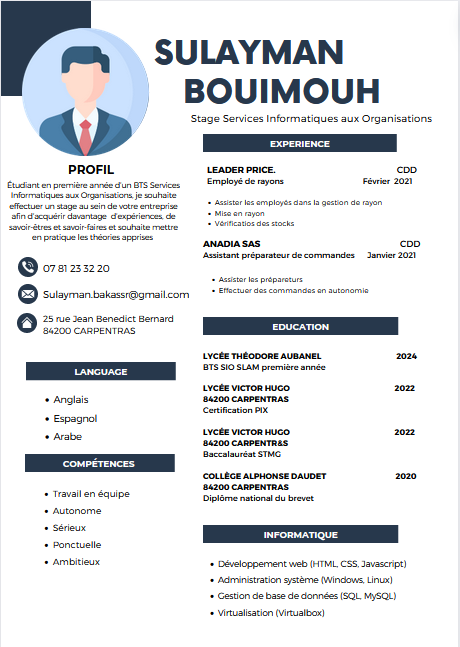 SULAYMAN
BOUIMOUH
Stage Services Informatiques aux Organisations
PROFIL
Étudiant en première année d'un BTS Services
Informatiques aux Organisations, je souhaite
effectuer un stage au sein de votre entreprise
afin d'acquérir davantage d'expériences, de
savoir-êtres et savoir-faires et souhaite mettre
en pratique les théories apprises
07 81 23 32 20
Sulayman.bakassr@gmail.com
25 rue Jean Benedict Bernard
84200 CARPENTRAS
LANGUAGE
• Anglais
• Espagnol
• Arabe
COMPÉTENCES
• Travail en équipe
• Autonome
• Sérieux
• Ponctuelle
• Ambitieux
EXPERIENCE
LEADER PRICE. CDD
Employé de rayons Février 2021
• Assister les employés dans la gestion de rayon
• Mise en rayon
• Vérificatios des stocks
ANADIA SAS CDD
Assistant préparateur de commandes Janvier 2021
• Assister les prépareturs
• Effectuer des commandes en autonomie
EDUCATION
LYCÉE THÉODORE AUBANEL 2024
BTS SIO SLAM première année
LYCÉE VICTOR HUGO 2022
84200 CARPENTRAS
Certification PIX
LYCÉE VICTOR HUGO 2022
84200 CARPENTR&S
Baccalauréat STMG
COLLÈGE ALPHONSE DAUDET 2020
84200 CARPENTRAS
Diplôme national du brevet
INFORMATIQUE
• Développement web (HTML, CSS, Javascript)
• Administration système (Windows, Linux)
• Gestion de base de données (SQL, MySQL)
• Virtualisation (Virtualbox)